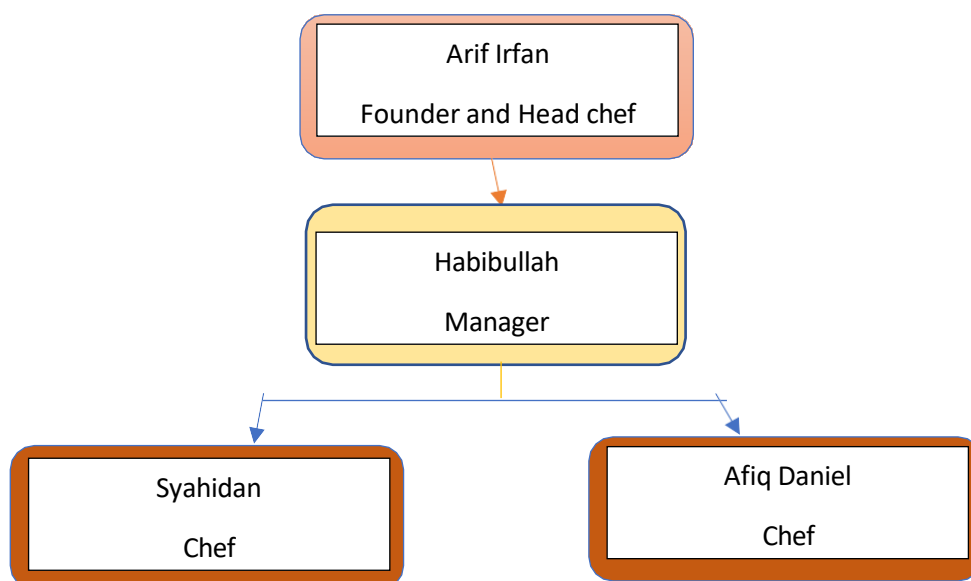 Arif Irfan
Founder and Head chef
Habibullah
Manager
Syahidan
Chef
Afiq Daniel
Chef